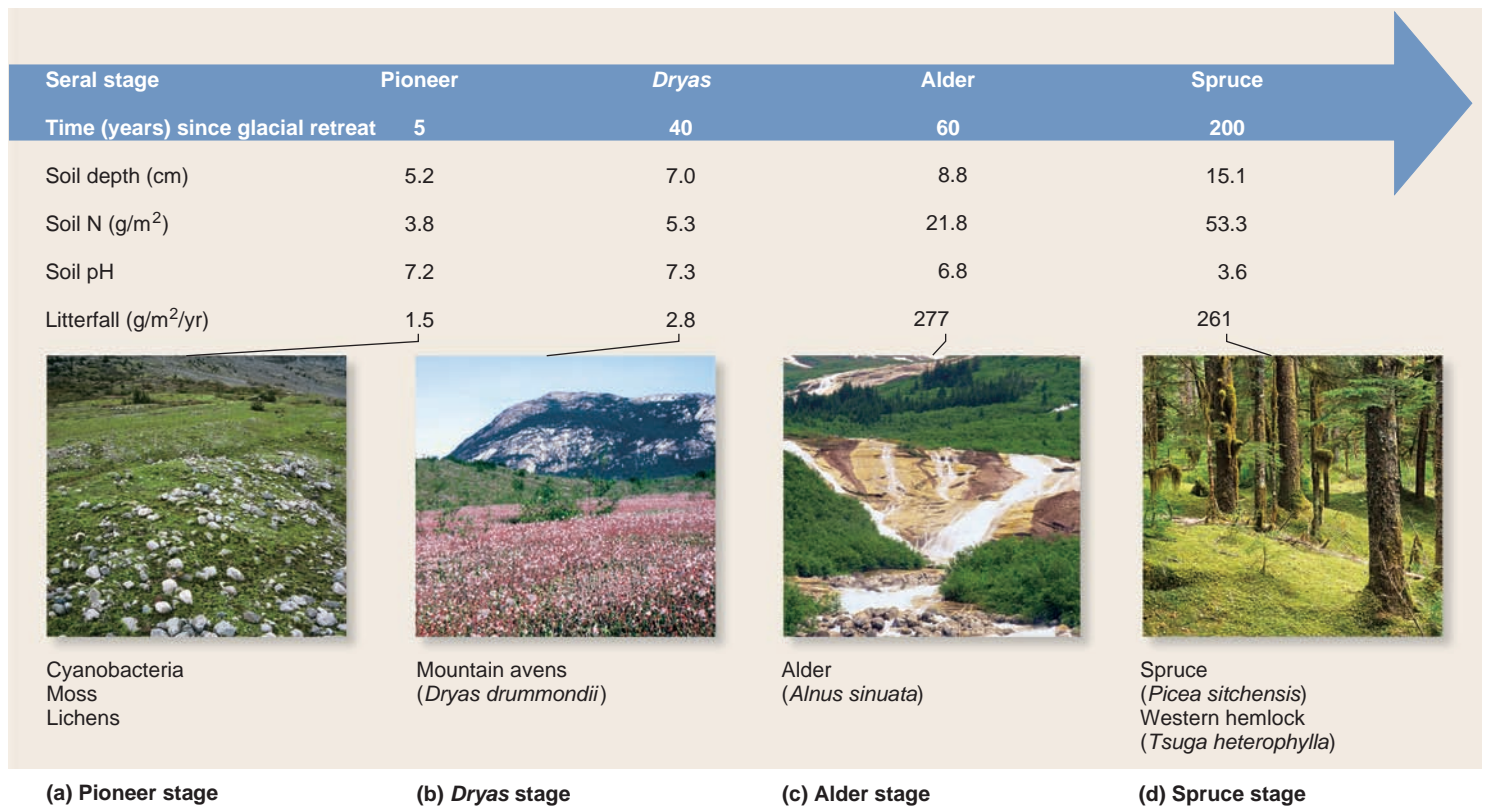 Seral stage Pioneer Dryas Alder Spruce
Time (years) since glacial retreat 5 40 60 200
Soil depth (cm) 5.2 7.0 8.8 15.1
Soil N (g/m²) 3.8 5.3 21.8 53.3
Soil pH 7.2 7.3 6.8 3.6
Litterfall (g/m²/yr) 1.5 2.8 277 261
Cyanobacteria
Moss
Lichens
Mountain avens
(Dryas drummondii)
Alder
(Alnus sinuata)
Spruce
(Picea sitchensis)
Western hemlock
(Tsuga heterophylla)
(a) Pioneer stage
(b) Dryas stage
(c) Alder stage
(d) Spruce stage